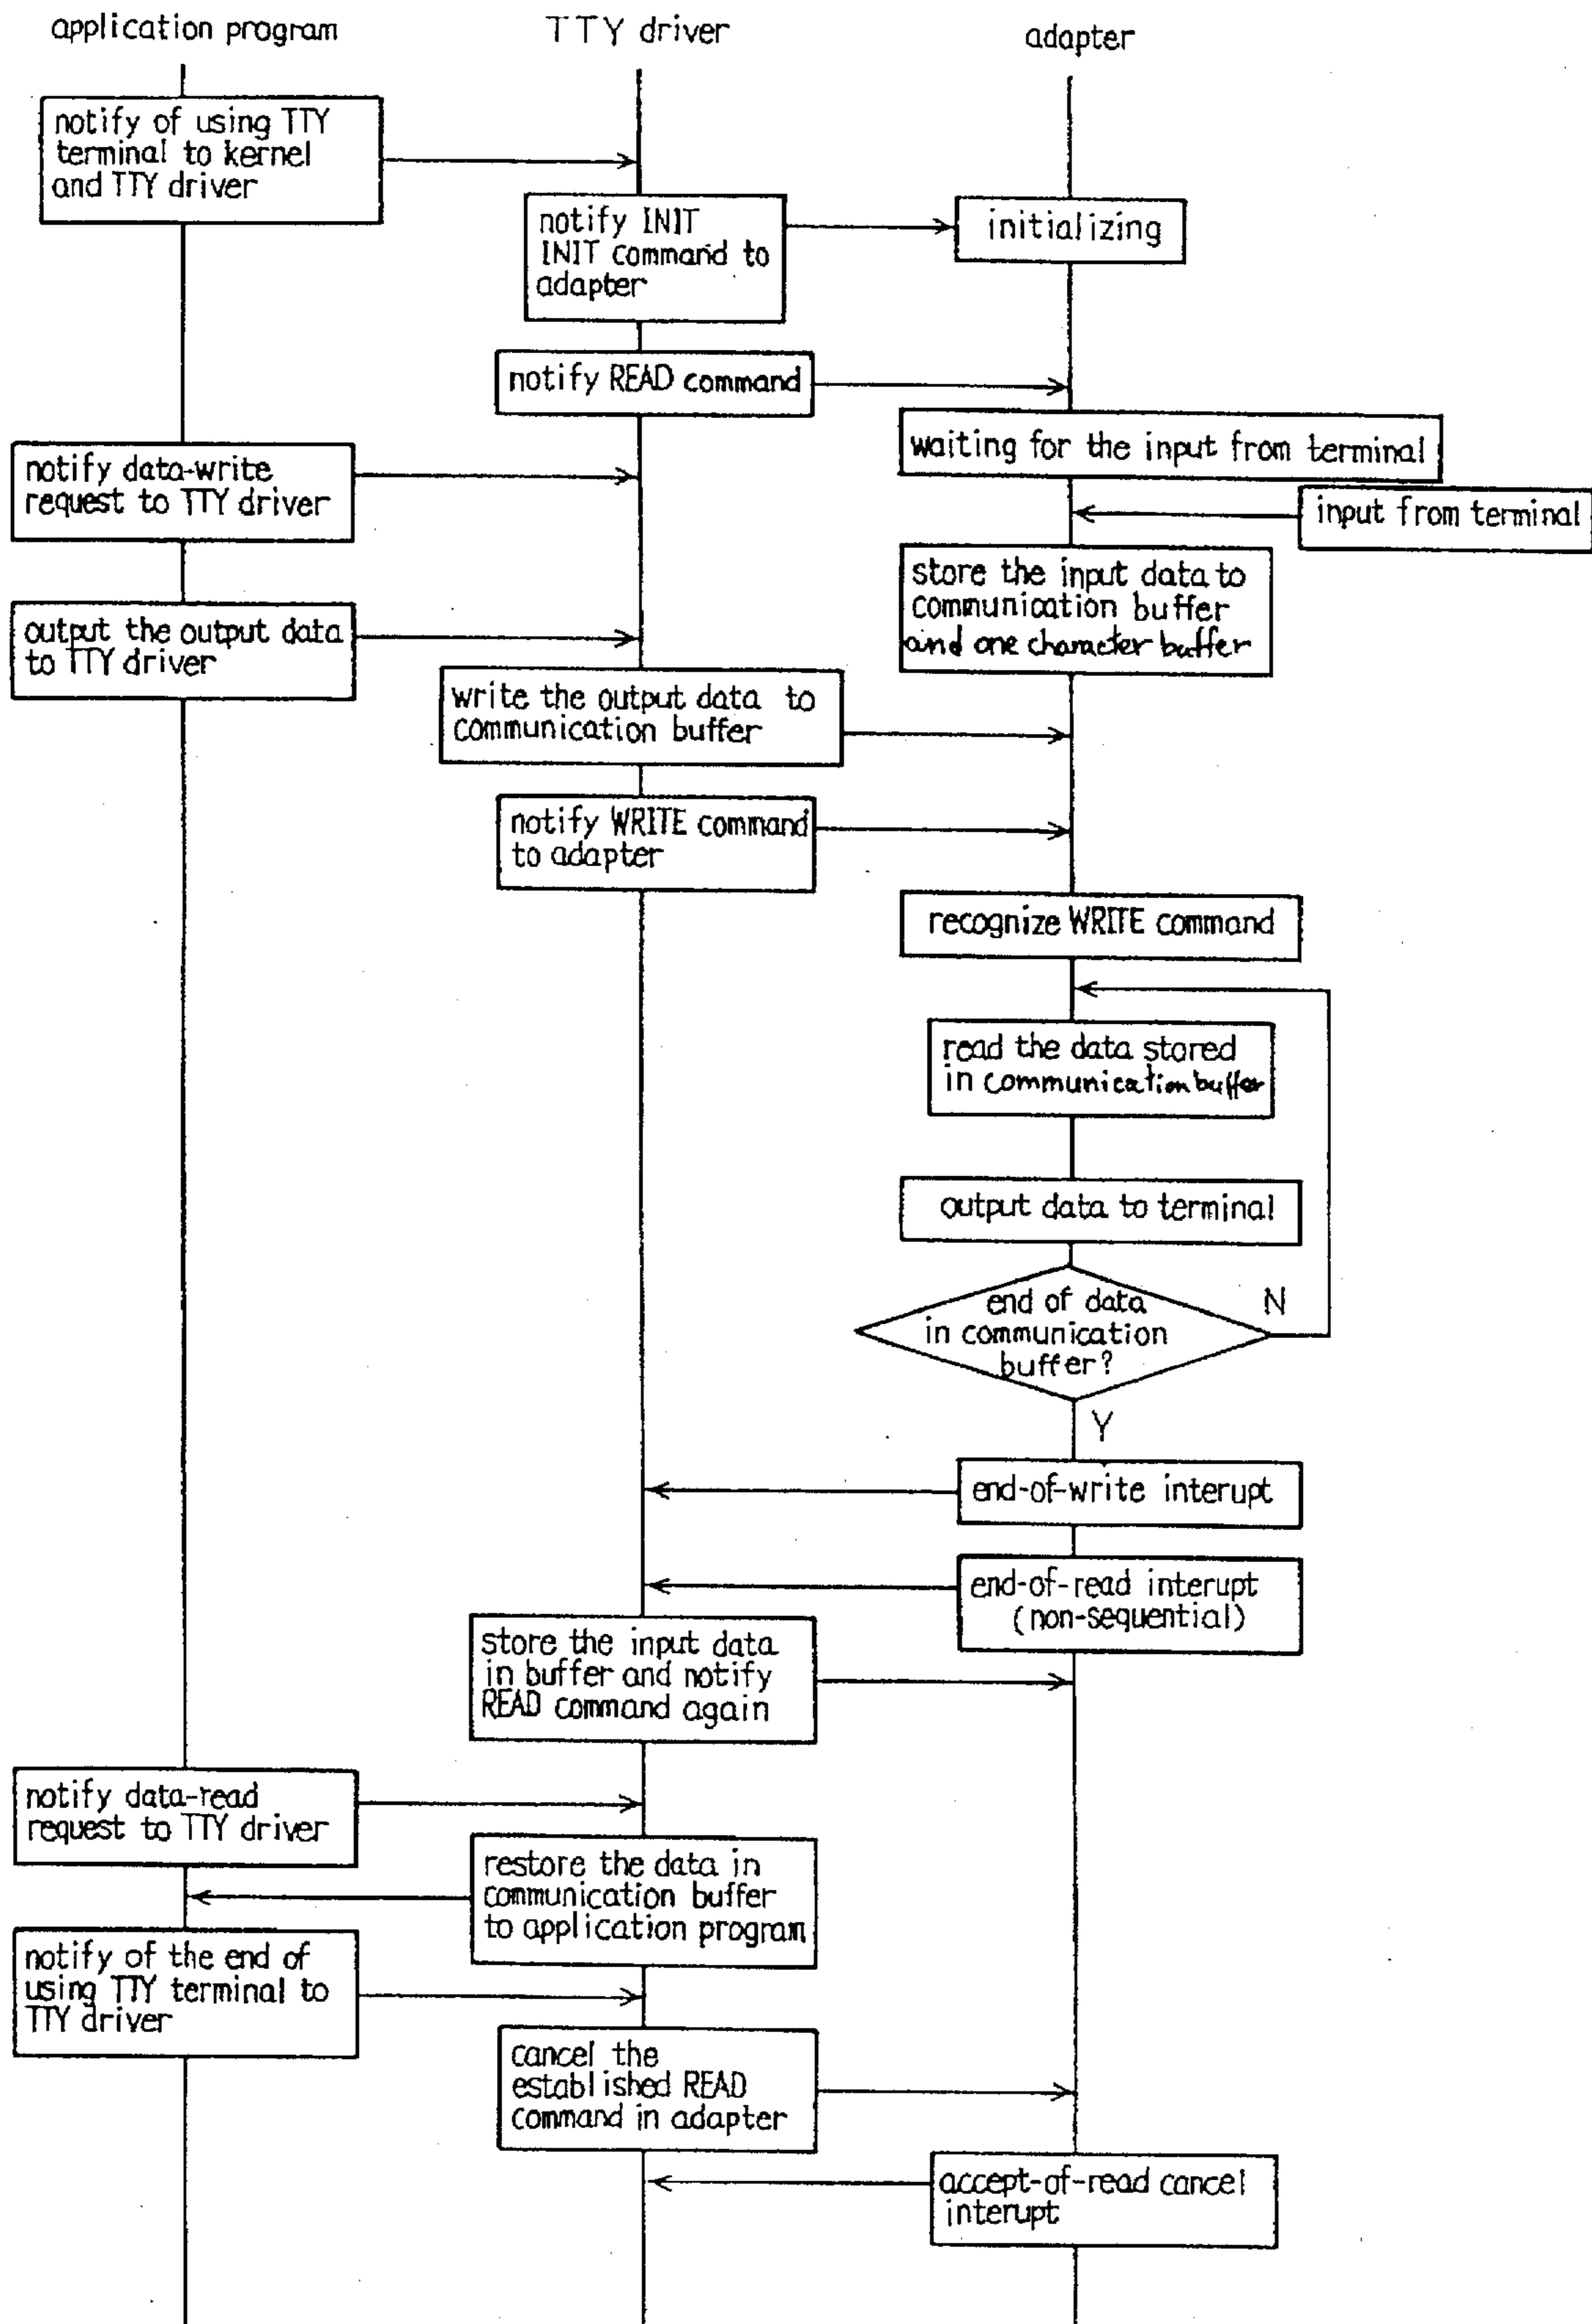 application program
TTY driver
adapter
notify of using TTY
terminal to kernel
and TTY driver
notify INIT
INIT command to
adapter
initializing
notify READ command
waiting for the input from terminal
notify data-write
request to TTY driver
input from terminal
store the input data to
communication buffer
and one character buffer
output the output data
to TTY driver
write the output data to
communication buffer
notify WRITE command
to adapter
recognize WRITE command
read the data stored
in communication buffer
output data to terminal
end of data
in communication
buffer?
N
Y
end-of-write interupt
end-of-read interupt
(non-sequential)
store the input data
in buffer and notify
READ command again
notify data-read
request to TTY driver
restore the data in
communication buffer
to application program
notify of the end of
using TTY terminal to
TTY driver
cancel the
established READ
command in adapter
accept-of-read cancel
interupt